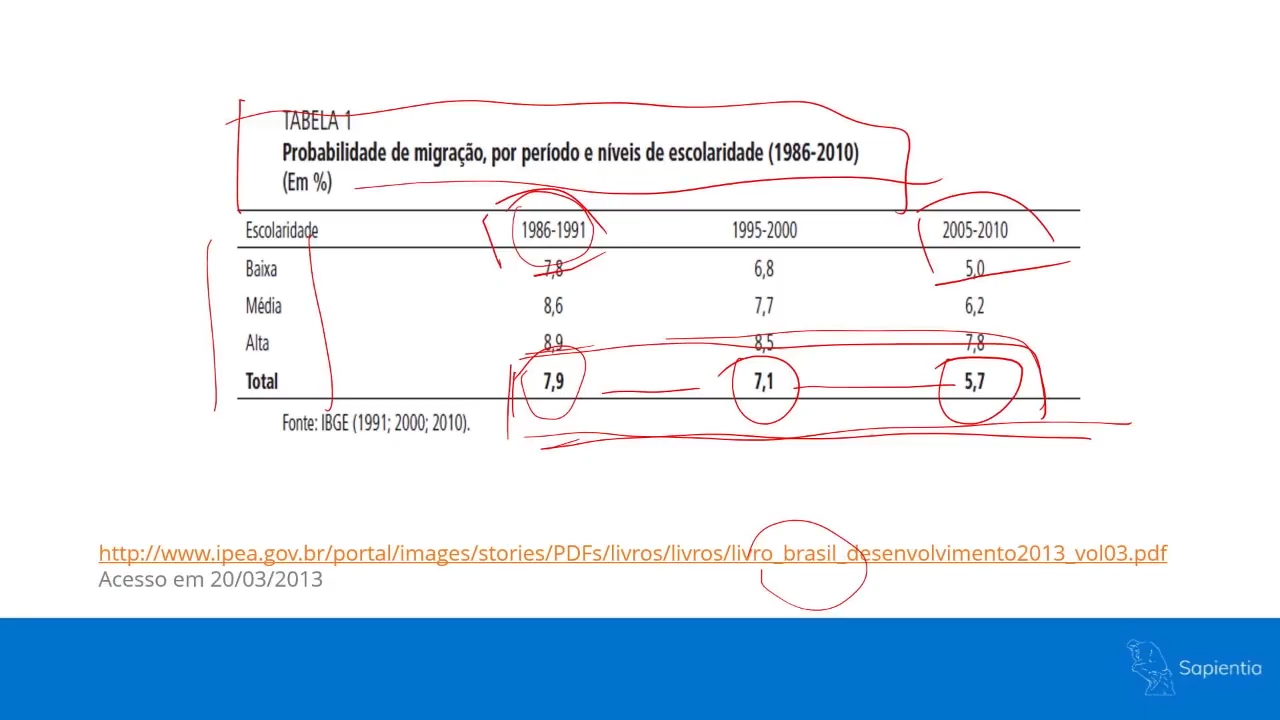 TABELA 1
Probabilidade de migração, por período e níveis de escolaridade (1986-2010)
(Em %)
Escolaridade 1986-1991 1995-2000 2005-2010
Baixa 7,8 6,8 5,0
Média 8,6 7,7 6,2
Alta 8,9 8,5 7,8
Total 7,9 7,1 5,7
Fonte: IBGE (1991; 2000; 2010).
http://www.ipea.gov.br/portal/images/stories/PDFs/livros/livros/livro_brasil_desenvolvimento2013_vol03.pdf
Acesso em 20/03/2013
Sapientia